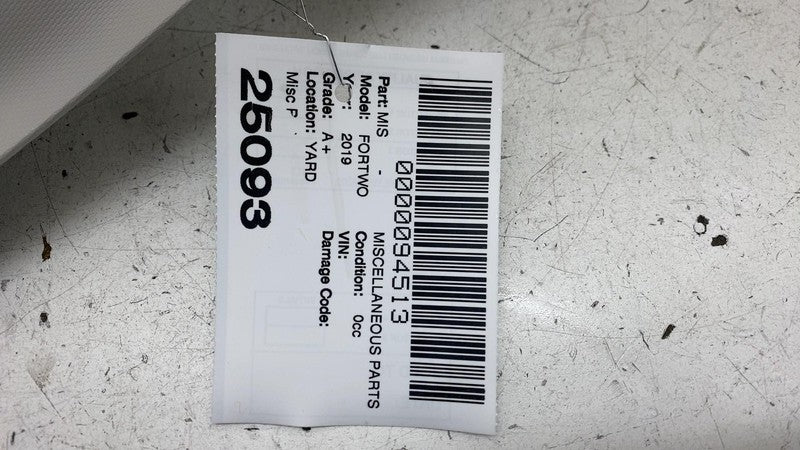 0000094513
Part: MIS - MISCELLANEOUS PARTS
Model: FORTWO Condition: 0cc
2019 VIN:
Grade: A+ Damage Code:
Location: YARD
Misc P
25093